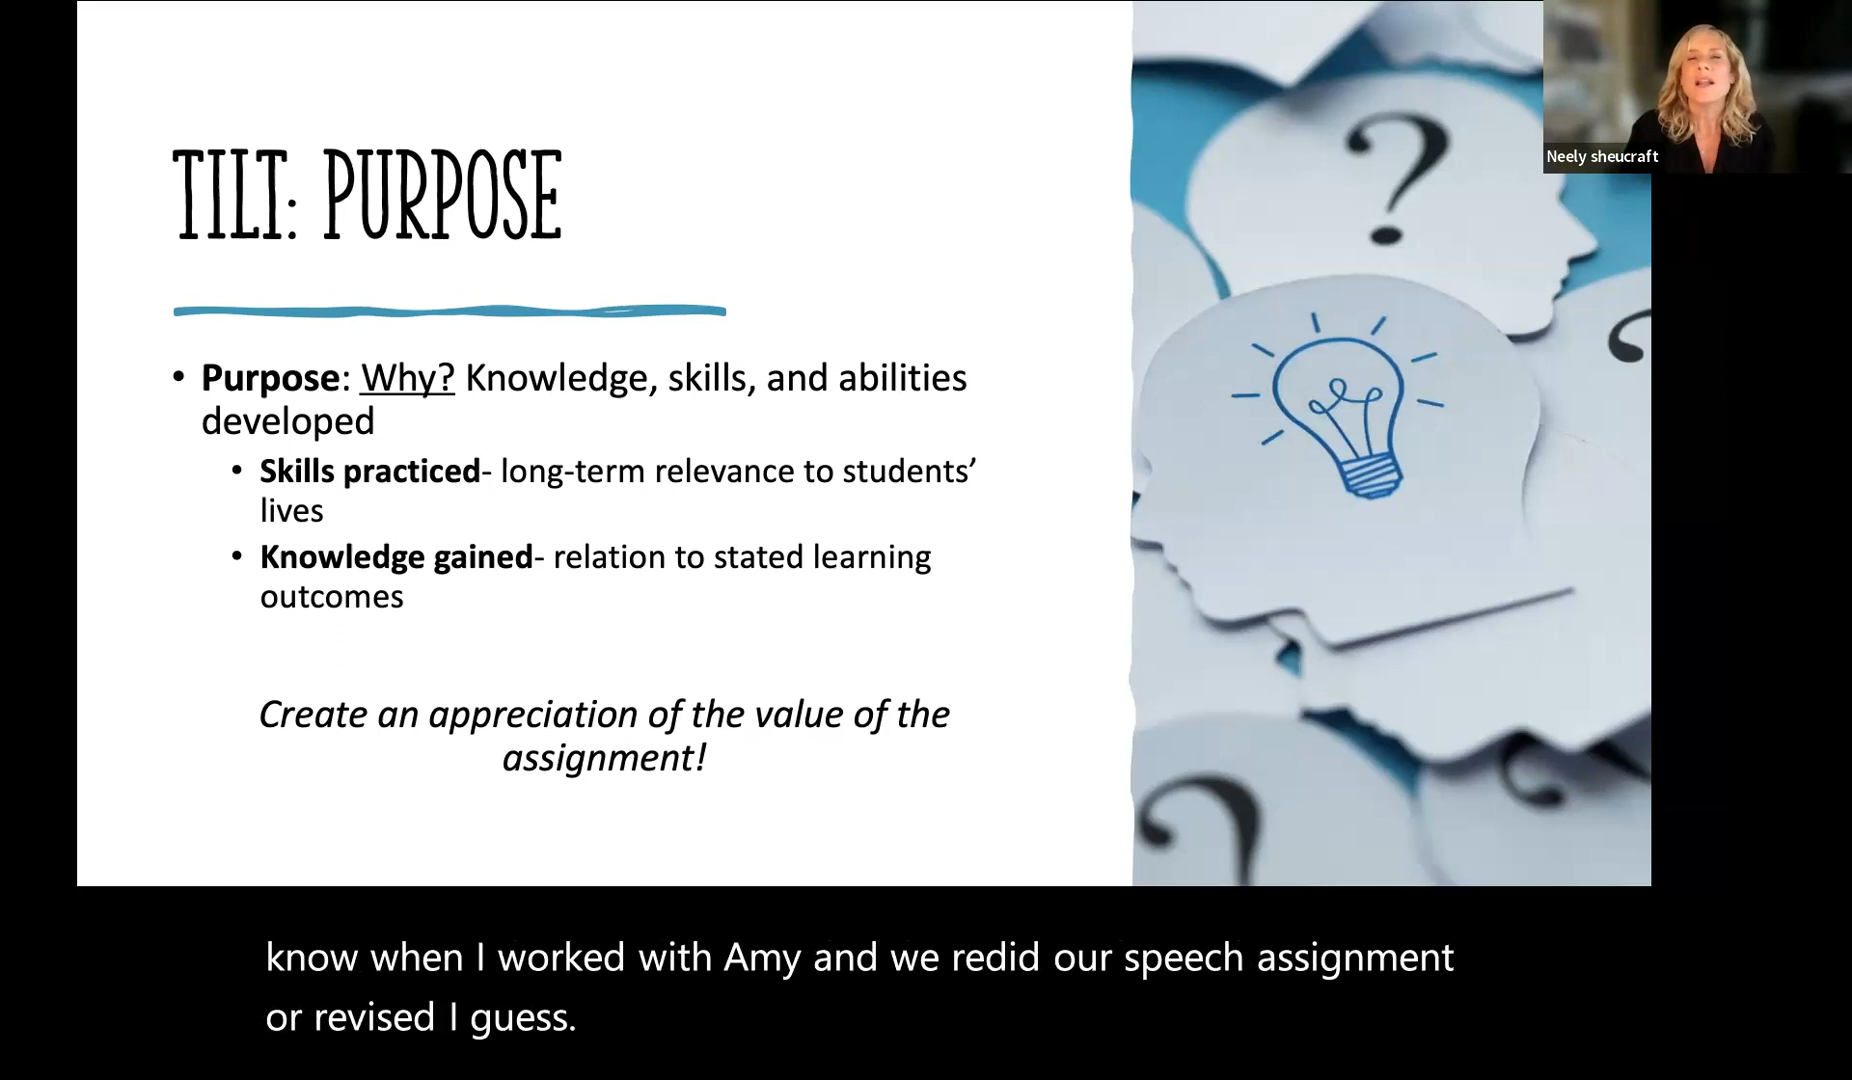 TILT: PURPOSE
• Purpose: Why? Knowledge, skills, and abilities
developed
• Skills practiced- long-term relevance to students’
lives
• Knowledge gained- relation to stated learning
outcomes
Create an appreciation of the value of the
assignment!
?
?
?
?
Neely sheucraft
know when I worked with Amy and we redid our speech assignment
or revised I guess.